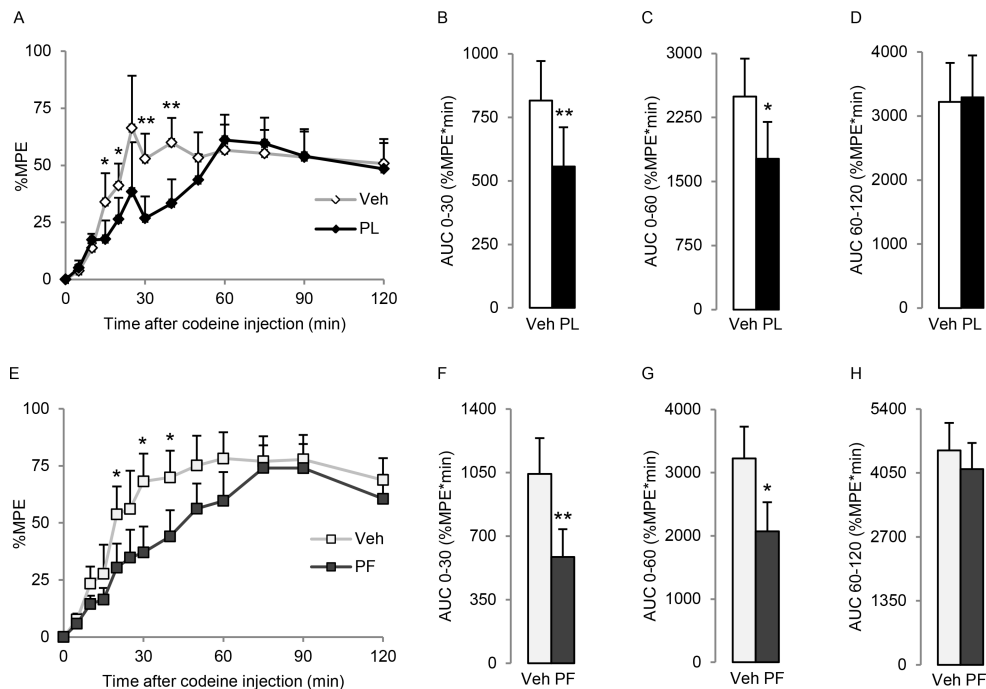 A
100
75
50
25
0
%MPE
* * ** **
Veh
PL
0 30 60 90 120
Time after codeine injection (min)
B
1000
750
500
250
0
AUC 0-30 (%MPE*min)
**
Veh PL
C
3000
2250
1500
750
0
AUC 0-60 (%MPE*min)
*
Veh PL
D
4000
3000
2000
1000
0
AUC 60-120 (%MPE*min)
Veh PL
E
100
75
50
25
0
%MPE
* * *
Veh
PF
0 30 60 90 120
Time after codeine injection (min)
F
1400
1050
700
350
0
AUC 0-30 (%MPE*min)
**
Veh PF
G
4000
3000
2000
1000
0
AUC 0-60 (%MPE*min)
*
Veh PF
H
5400
4050
2700
1350
0
AUC 60-120 (%MPE*min)
Veh PF